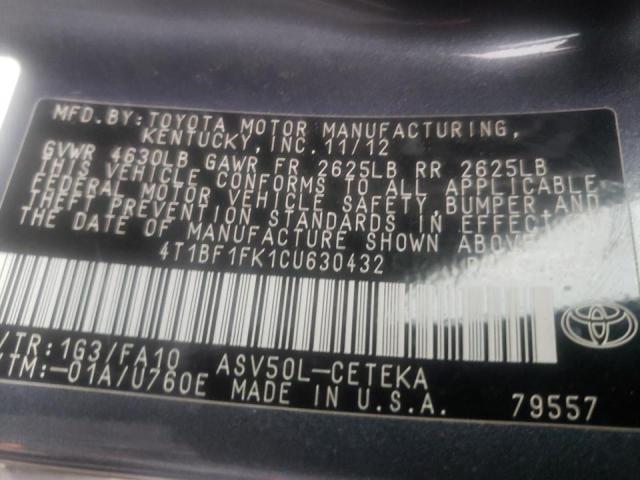 MFD.BY:TOYOTA MOTOR MANUFACTURING,
KENTUCKY, INC. 11/12
GVWR 4630LB GAWR FR 2625LB RR 2625LB
THIS VEHICLE CONFORMS TO ALL APPLICABLE
FEDERAL MOTOR VEHICLE SAFETY, BUMPER AND
THEFT PREVENTION STANDARDS IN EFFECT
THE DATE OF MANUFACTURE SHOWN ABOVE
4T1BF1FK1CU630432
/TR:1G3/FA10 ASV50L-CETEKA
/TM:-01A/U760E MADE IN U.S.A. 79557